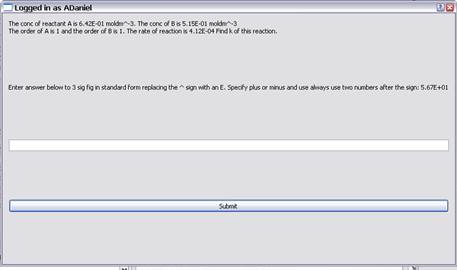 Logged in as ADaniel
The conc of reactant A is 6.42E-01 moldm^-3. The conc of B is 5.15E-01 moldm^-3
The order of A is 1 and the order of B is 1. The rate of reaction is 4.12E-04 Find k of this reaction.
Enter answer below to 3 sig fig in standard form replacing the ^ sign with an E. Specify plus or minus and use always use two numbers after the sign: 5.67E+01
Submit